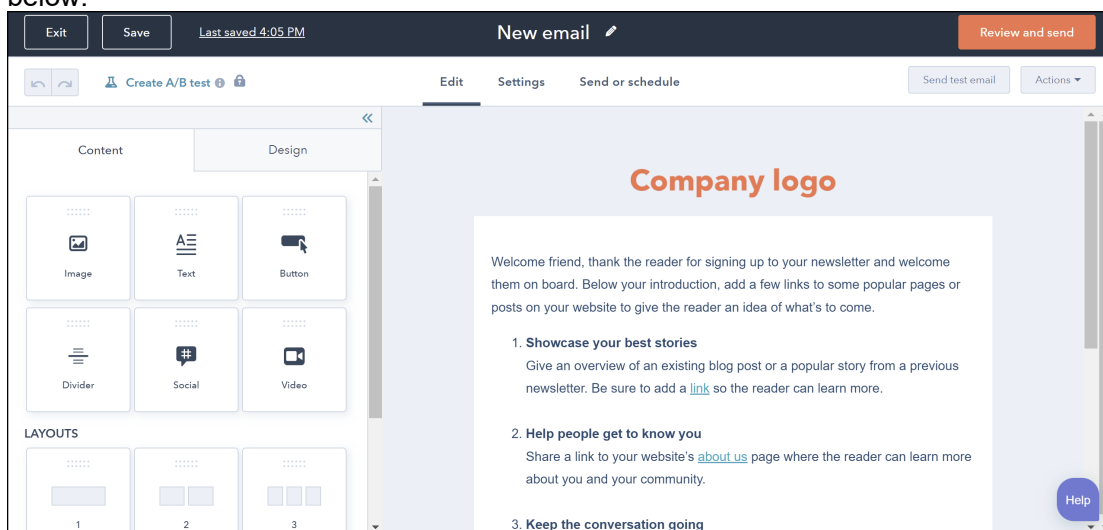 below:
Exit Save Last saved 4:05 PM New email Review and send
Create A/B test Edit Settings Send or schedule Send test email Actions
Content Design
Image Text Button
Divider Social Video
LAYOUTS
1 2 3
Company logo
Welcome friend, thank the reader for signing up to your newsletter and welcome
them on board. Below your introduction, add a few links to some popular pages or
posts on your website to give the reader an idea of what's to come.
1. Showcase your best stories
Give an overview of an existing blog post or a popular story from a previous
newsletter. Be sure to add a link so the reader can learn more.
2. Help people get to know you
Share a link to your website's about us page where the reader can learn more
about you and your community.
3. Keep the conversation going
Help